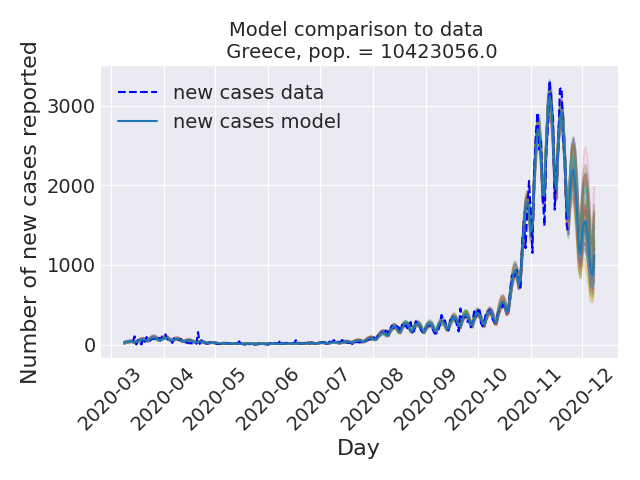 Model comparison to data
Greece, pop. = 10423056.0
Number of new cases reported
new cases data
new cases model
3000
2000
1000
0
2020-03
2020-04
2020-05
2020-06
2020-07
2020-08
2020-09
2020-10
2020-11
2020-12
Day